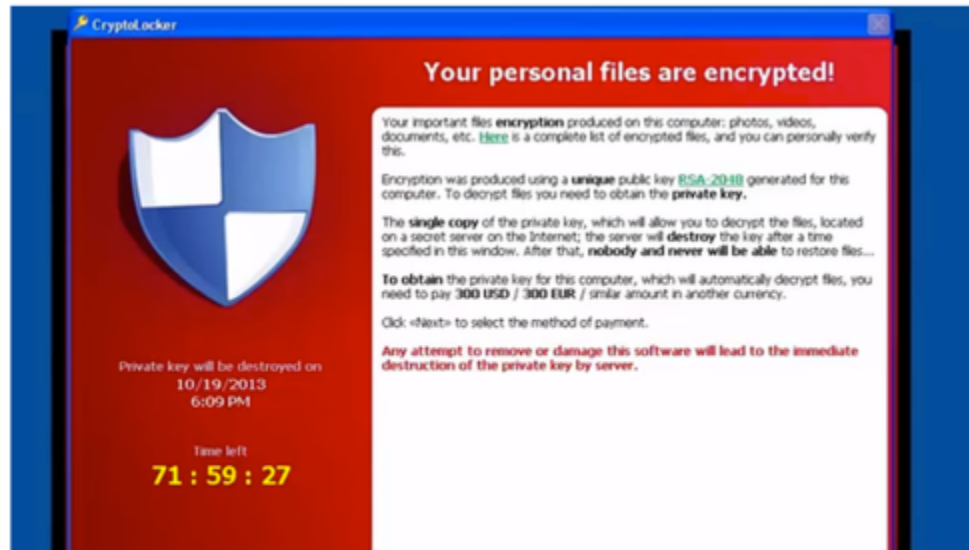 CryptoLocker
Your personal files are encrypted!
Your important files encryption produced on this computer: photos, videos,
documents, etc. Here is a complete list of encrypted files, and you can personally verify
this.
Encryption was produced using a unique public key RSA-2048 generated for this
computer. To decrypt files you need to obtain the private key.
The single copy of the private key, which will allow you to decrypt the files, located
on a secret server on the Internet; the server will destroy the key after a time
specified in this window. After that, nobody and never will be able to restore files...
To obtain the private key for this computer, which will automatically decrypt files, you
need to pay 300 USD / 300 EUR / similar amount in another currency.
Click «Next» to select the method of payment.
Any attempt to remove or damage this software will lead to the immediate
destruction of the private key by server.
Private key will be destroyed on
10/19/2013
6:09 PM
Time left
71 : 59 : 27